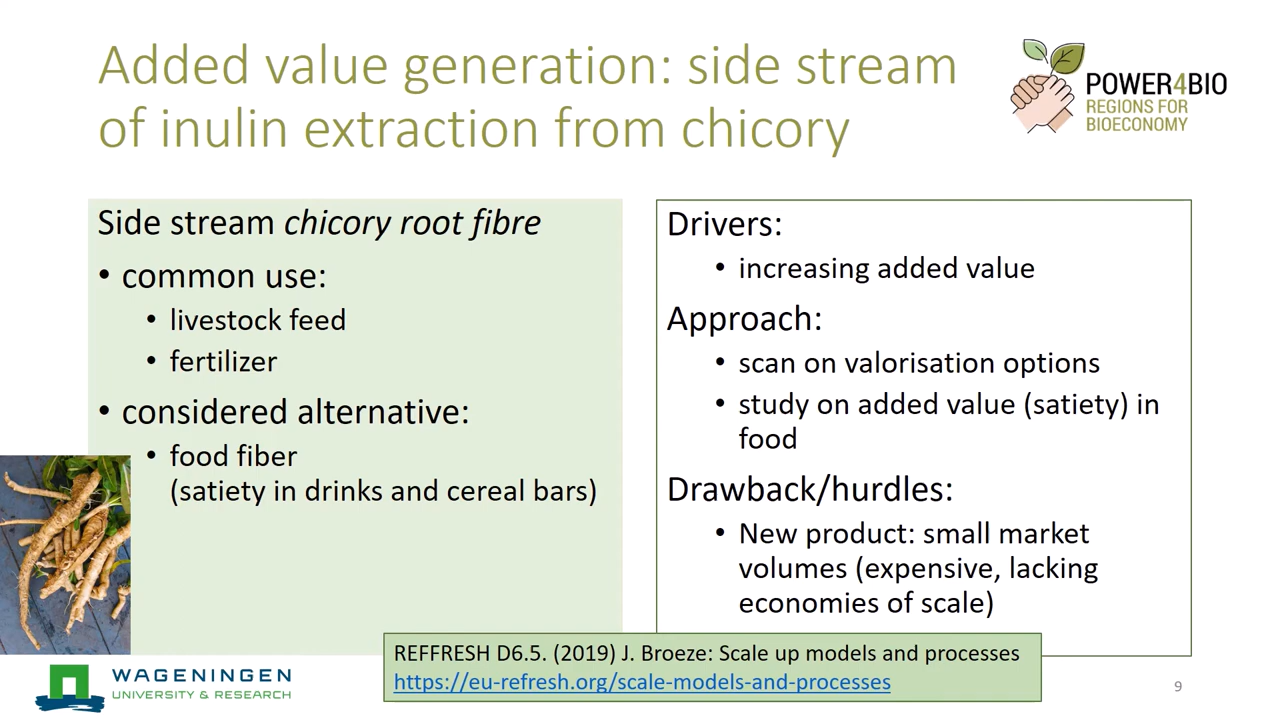 Added value generation: side stream
of inulin extraction from chicory
POWER4BIO
REGIONS FOR
BIOECONOMY
Side stream chicory root fibre
• common use:
• livestock feed
• fertilizer
• considered alternative:
• food fiber
(satiety in drinks and cereal bars)
Drivers:
• increasing added value
Approach:
• scan on valorisation options
• study on added value (satiety) in
food
Drawback/hurdles:
• New product: small market
volumes (expensive, lacking
economies of scale)
REFFRESH D6.5. (2019) J. Broeze: Scale up models and processes
https://eu-refresh.org/scale-models-and-processes
WAGENINGEN
UNIVERSITY & RESEARCH
9